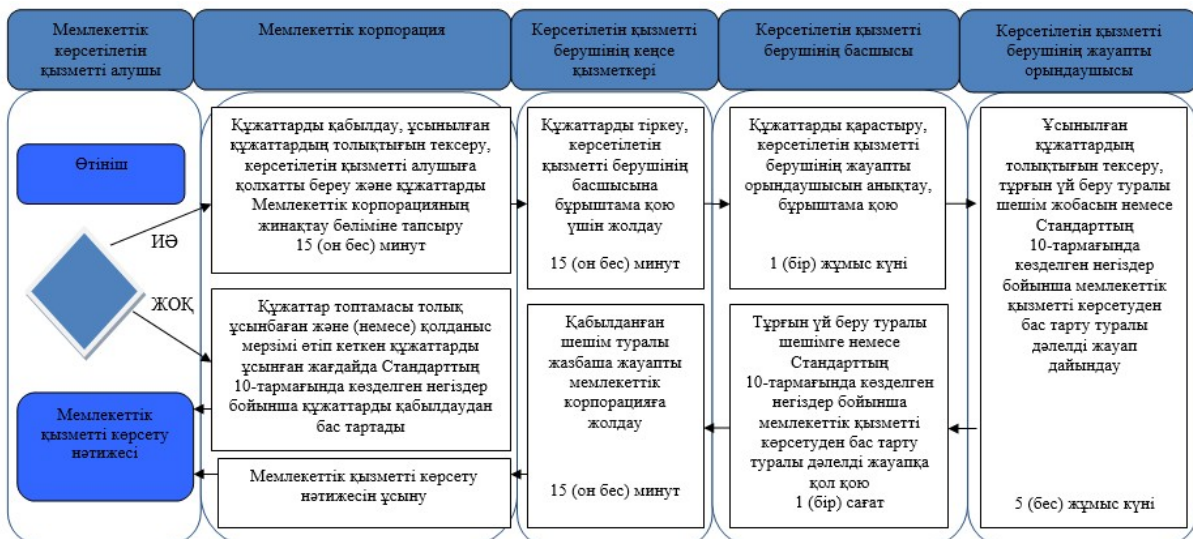 Мемлекеттік
көрсетілетін
қызметті алушы
Мемлекеттік корпорация
Көрсетілетін қызметті
берушінің кеңсе
қызметкері
Көрсетілетін қызметті
берушінің басшысы
Көрсетілетін қызметті
берушінің жауапты
орындаушысы
Өтініш
ИӘ
ЖОҚ
Мемлекеттік
қызметті көрсету
нәтижесі
Құжаттарды қабылдау, ұсынылған
құжаттардың толықтығын тексеру,
көрсетілетін қызметті алушыға
қолхатты береу және құжаттарды
Мемлекеттік корпорацияның
жинақтау бөліміне тапсыру
15 (он бес) минут
Құжаттарды тіркеу,
көрсетілетін
қызметті берушінің
басшысына
бұрыштама қою
үшін жолдау
15 (он бес) минут
Құжаттарды қарастыру,
көрсетілетін қызметті
берушінің жауапты
орындаушысын анықтау,
бұрыштама қою
1 (бір) жұмыс күні
Ұсынылған
құжаттардың
толықтығын тексеру,
тұрғын үй беру туралы
шешім жобасын немесе
Стандарттың
10-тармағында
көзделген негіздер
бойынша мемлекеттік
қызметті көрсетуден
бас тарту туралы
дәлелді жауап
дайындау
5 (бес) жұмыс күні
Құжаттар топтамасы толық
ұсынбаған және (немесе) қолданыс
мерзімі өтіп кеткен құжаттарды
ұсынған жағдайда Стандарттың
10-тармағында көзделген негіздер
бойынша құжаттарды қабылдаудан
бас тартады
Мемлекеттік қызметті көрсету
нәтижесін ұсыну
Қабылданған
шешім туралы
жазбаша жауапты
мемлекеттік
корпорацияға
жолдау
15 (он бес) минут
Тұрғын үй беру туралы
шешімге немесе
Стандарттың
10-тармағында көзделген
негіздер бойынша
мемлекеттік қызметті
көрсетуден бас тарту
туралы дәлелді жауапқа
қол қою
1 (бір) сағат